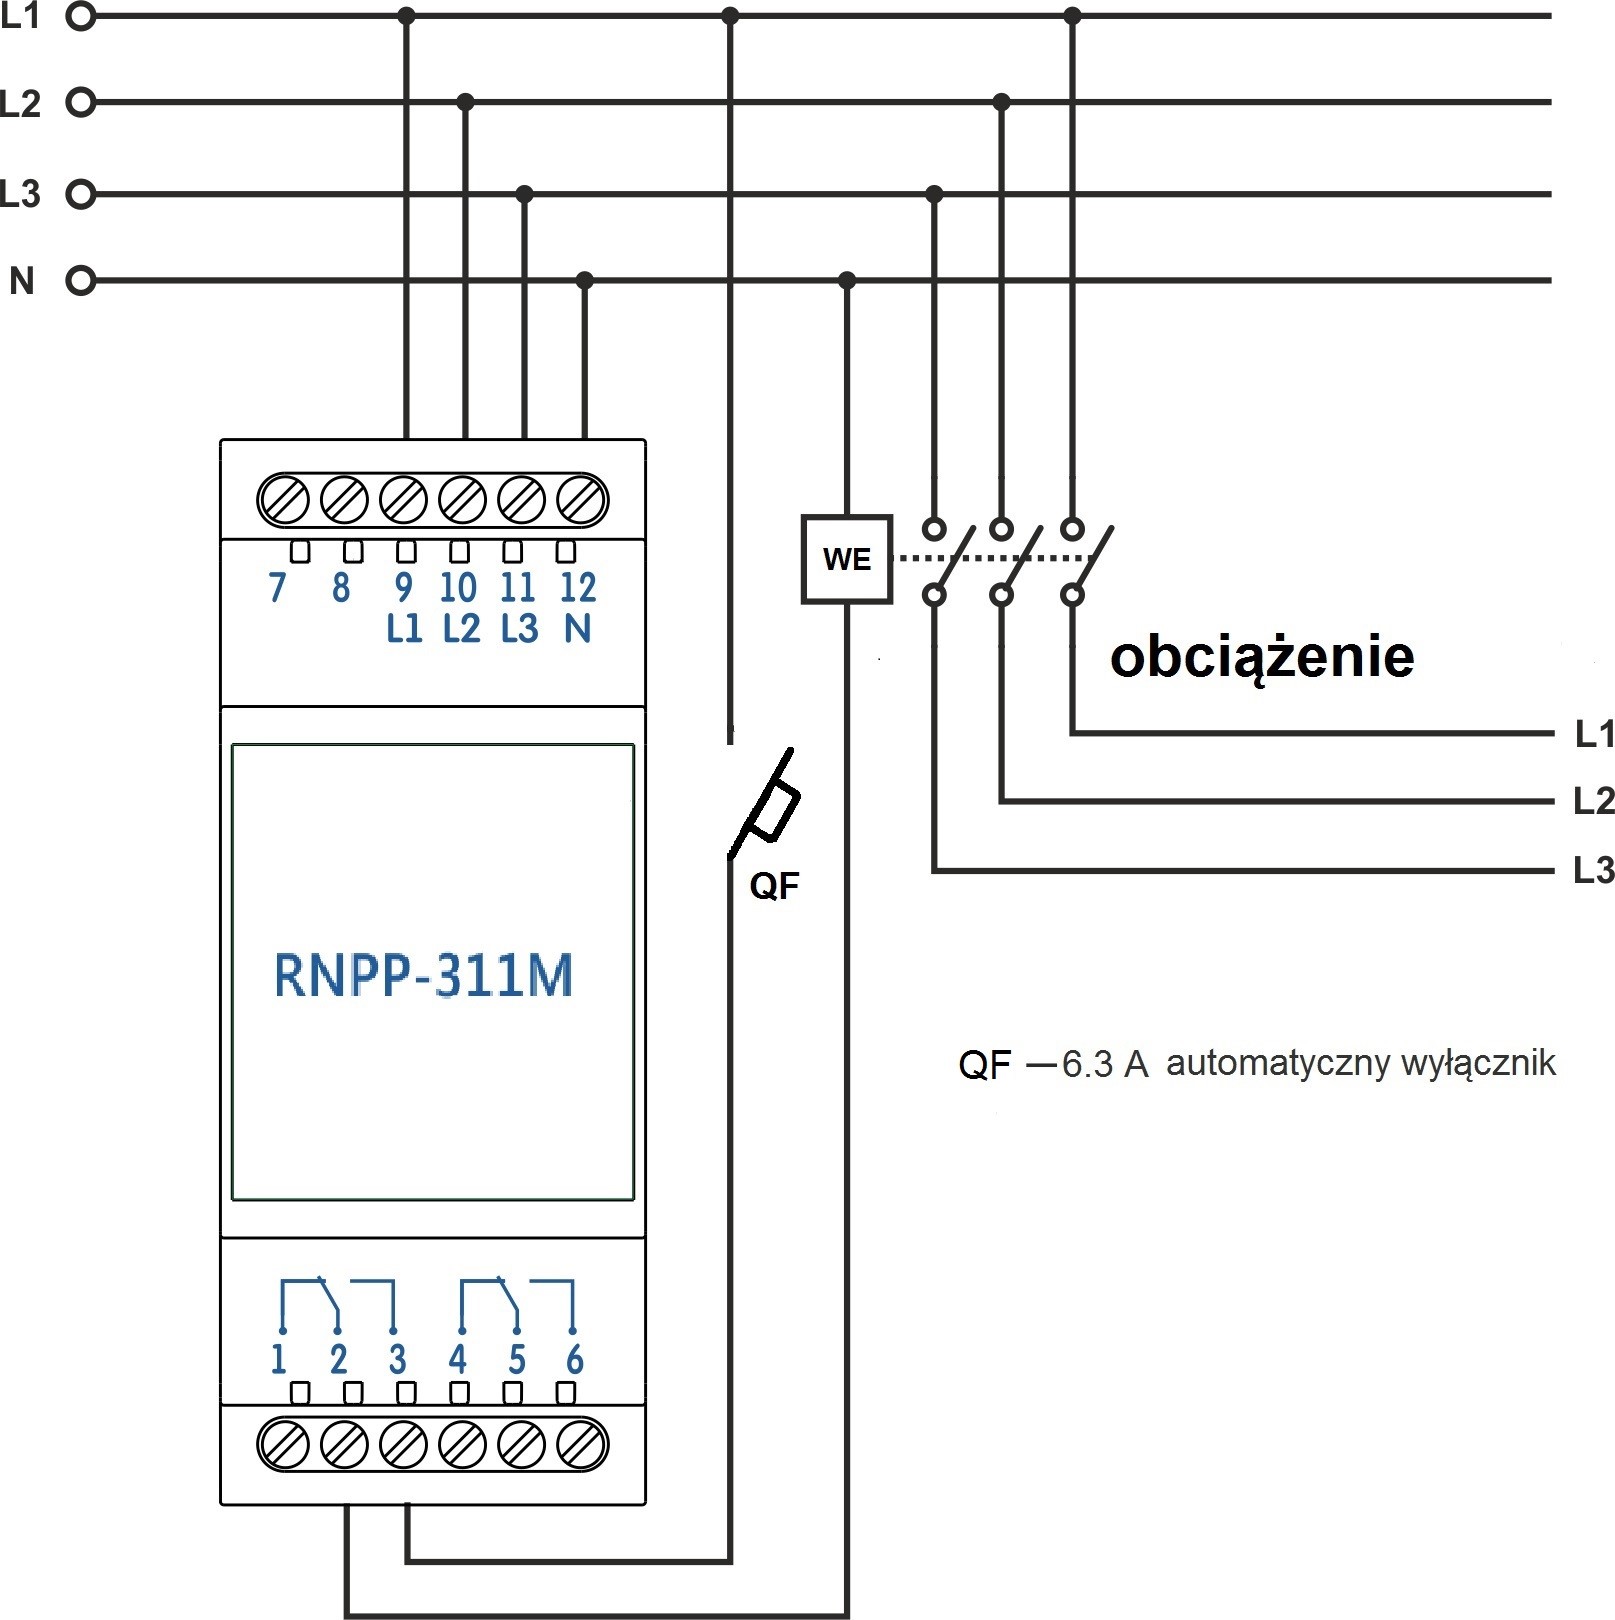 L1
L2
L3
N
7 8 9 10 11 12
L1 L2 L3 N
WE
obciążenie
L1
L2
L3
QF
RNPP-311M
QF — 6.3 A automatyczny wyłącznik
1 2 3 4 5 6